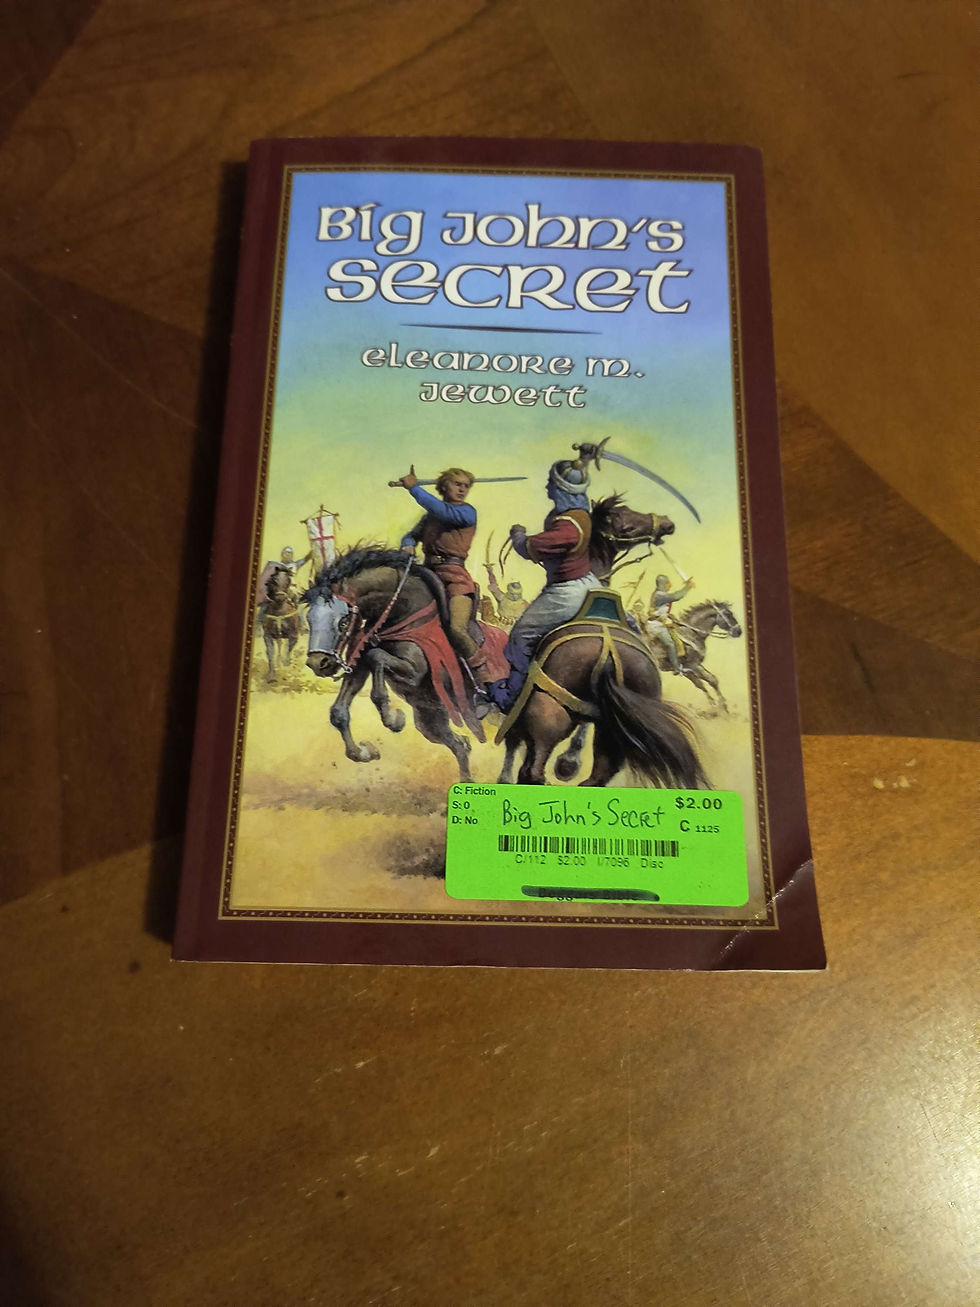 Big John's
Secret
Eleanore M.
Jewett
C: Fiction
S: 0
D: No
Big John's Secret
$2.00
C 1125
C/112 $2.00 I/7096 Disc